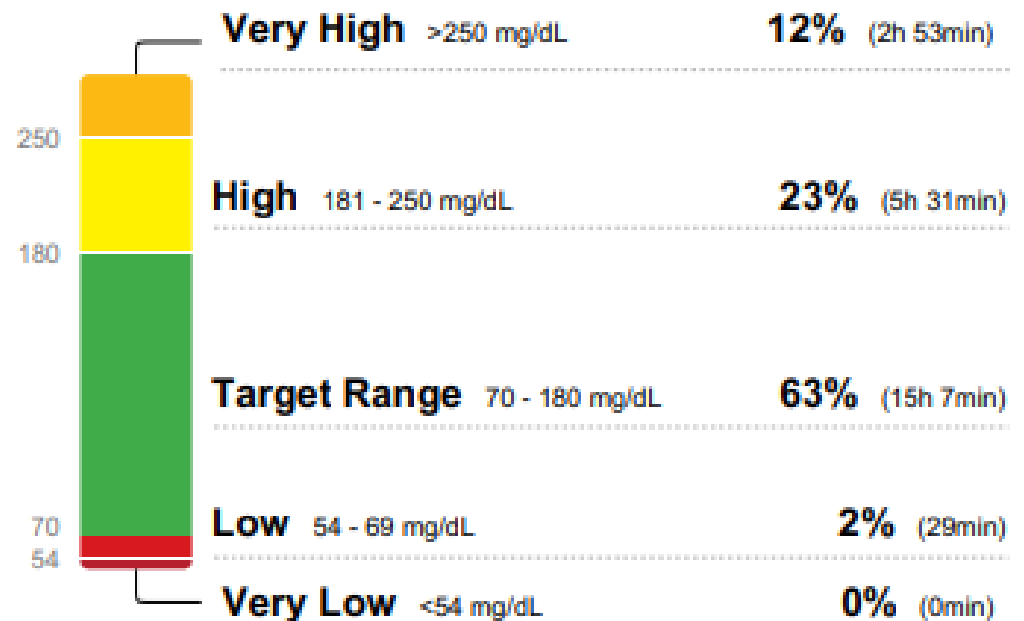 Very High >250 mg/dL 12% (2h 53min)
250
High 181 - 250 mg/dL 23% (5h 31min)
180
Target Range 70 - 180 mg/dL 63% (15h 7min)
70
Low 54 - 69 mg/dL 2% (29min)
54
Very Low <54 mg/dL 0% (0min)